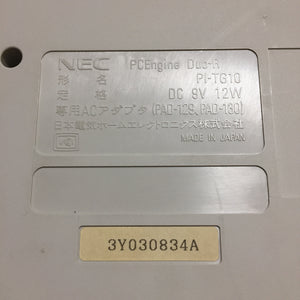 NEC PCEngine Duo-R
形名 PI-TG10
定格 DC 9V 12W
専用ACアダプタ(PAD-129, PAD-130)
日本電気ホームエレクトロニクス株式会社
MADE IN JAPAN
3Y030834A